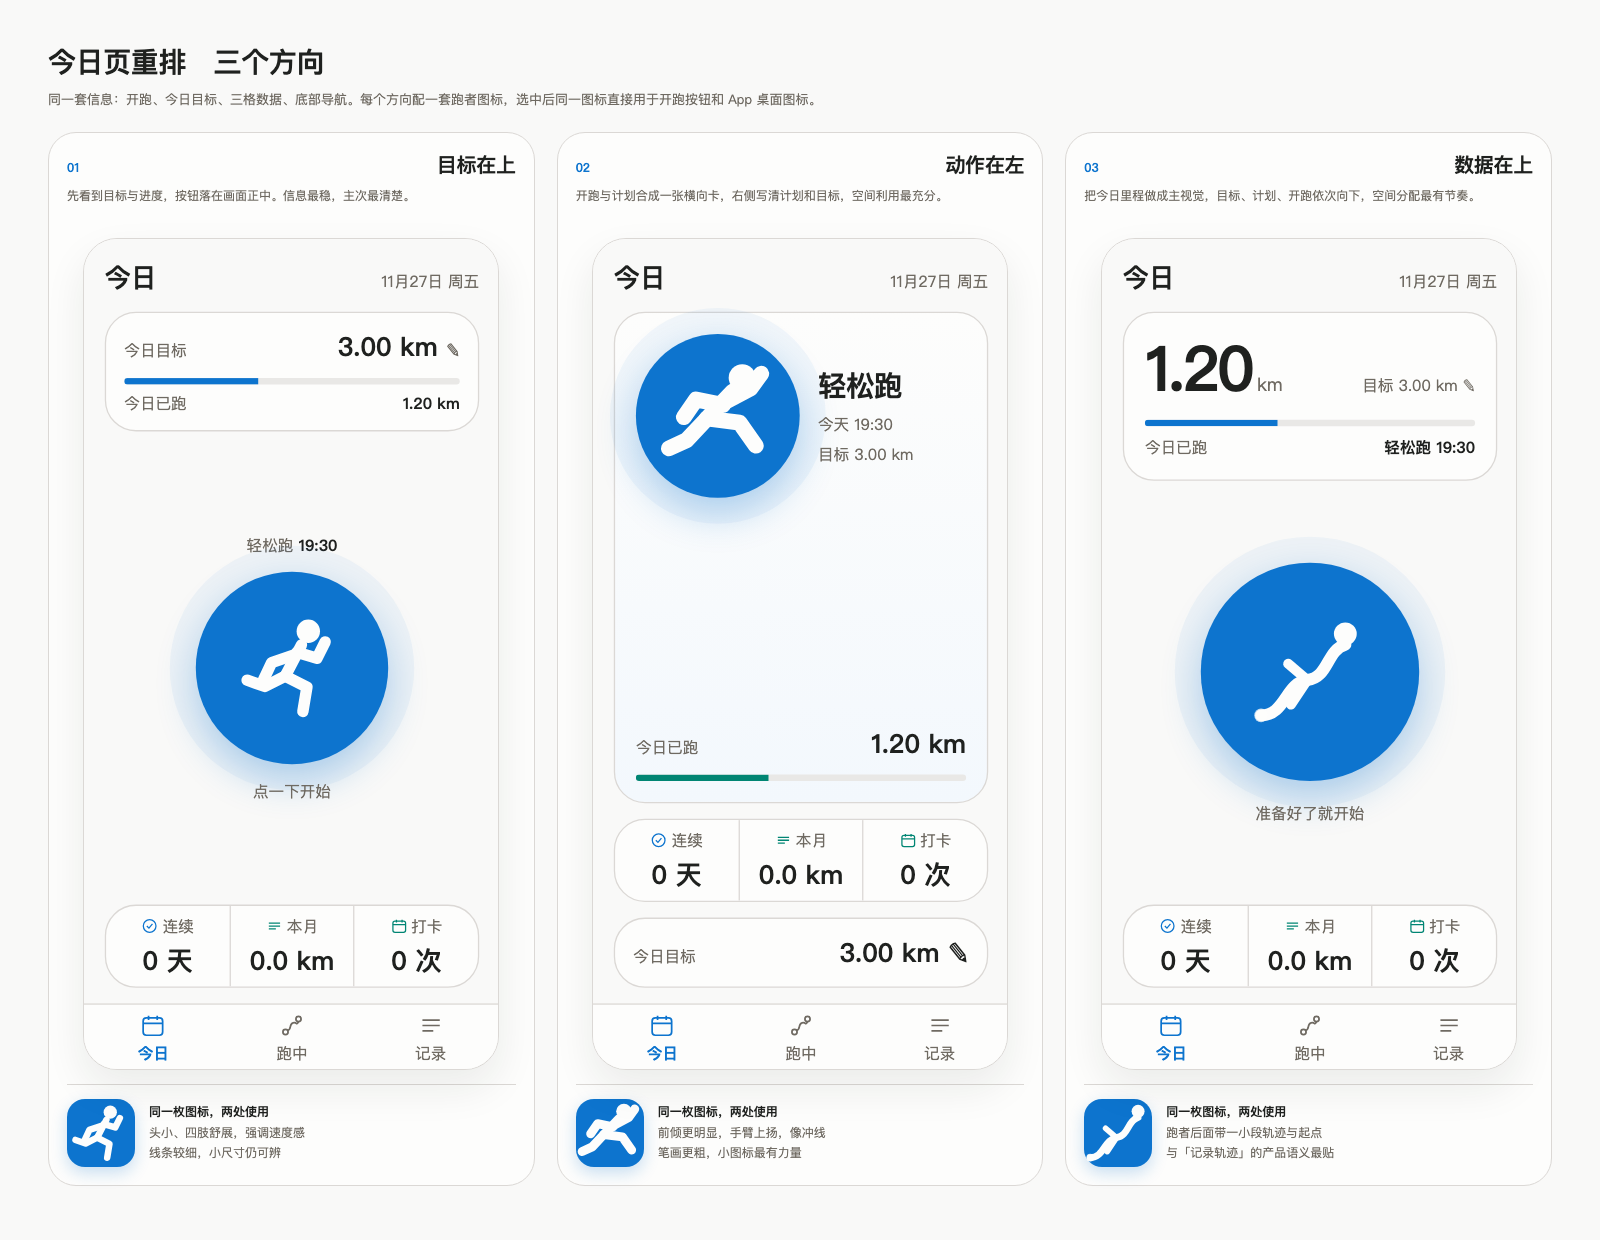 今日页重排　三个方向
同一套信息：开跑、今日目标、三格数据、底部导航。每个方向配一套跑者图标，选中后同一图标直接用于开跑按钮和 App 桌面图标。
01
目标在上
先看到目标与进度，按钮落在画面正中。信息最稳，主次最清楚。
今日
11月27日 周五
今日目标
3.00 km ✎
今日已跑
1.20 km
轻松跑 19:30
点一下开始
连续
本月
打卡
0 天
0.0 km
0 次
今日
跑中
记录
同一枚图标，两处使用
头小、四肢舒展，强调速度感
线条较细，小尺寸仍可辨
02
动作在左
开跑与计划合成一张横向卡，右侧写清计划和目标，空间利用最充分。
今日
11月27日 周五
轻松跑
今天 19:30
目标 3.00 km
今日已跑
1.20 km
连续
本月
打卡
0 天
0.0 km
0 次
今日目标
3.00 km ✎
今日
跑中
记录
同一枚图标，两处使用
前倾更明显，手臂上扬，像冲线
笔画更粗，小图标最有力量
03
数据在上
把今日里程做成主视觉，目标、计划、开跑依次向下，空间分配最有节奏。
今日
11月27日 周五
1.20 km
目标 3.00 km ✎
今日已跑
轻松跑 19:30
准备好了就开始
连续
本月
打卡
0 天
0.0 km
0 次
今日
跑中
记录
同一枚图标，两处使用
跑者后面带一小段轨迹与起点
与「记录轨迹」的产品语义最贴